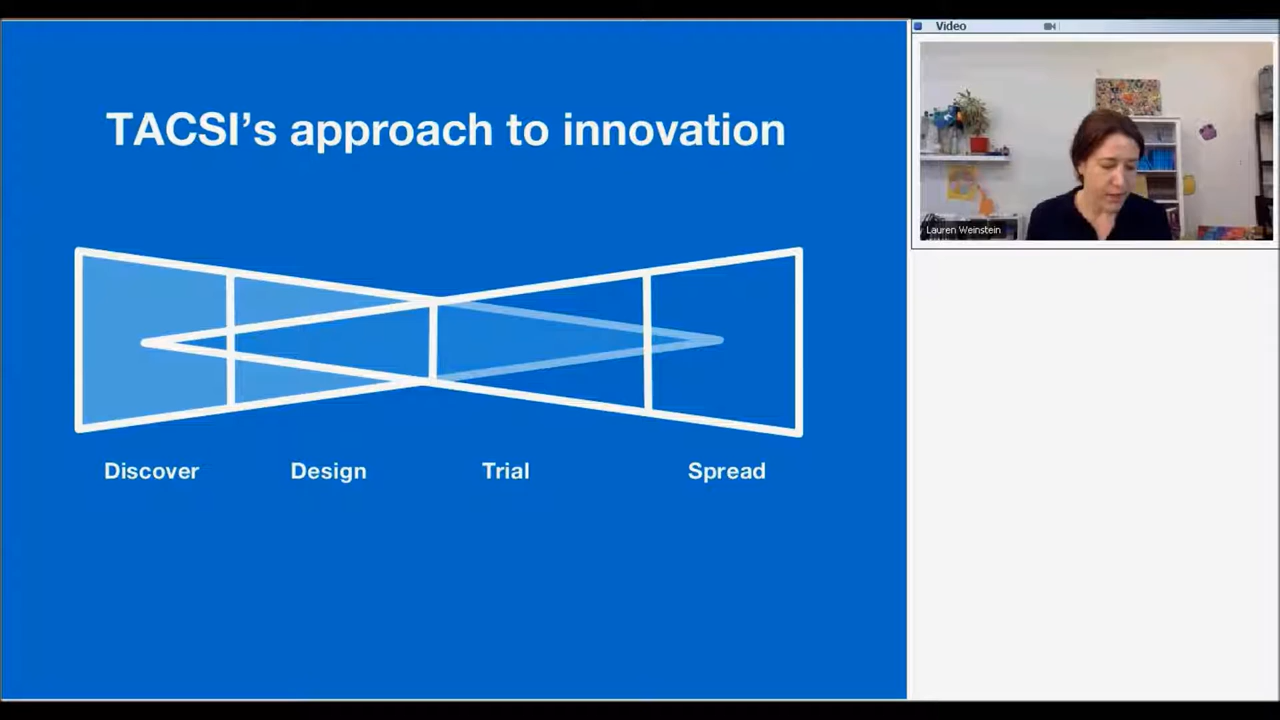 TACSI's approach to innovation
Discover
Design
Trial
Spread
Video
Lauren Weinstein